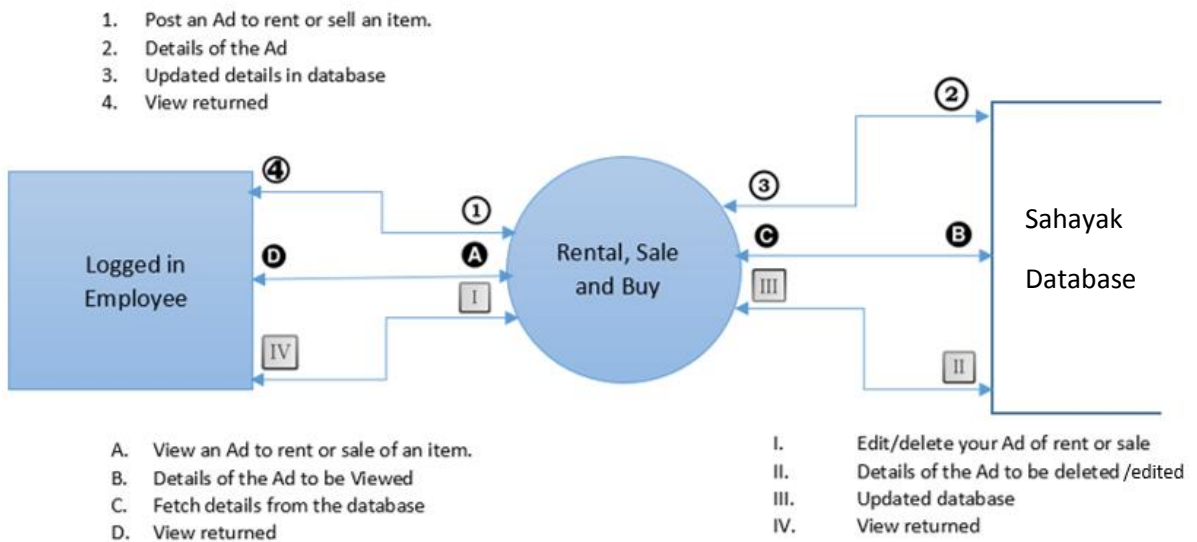 1. Post an Ad to rent or sell an item.
2. Details of the Ad
3. Updated details in database
4. View returned
2
4
3
1
Sahayak
Database
D
A
Rental, Sale
and Buy
C
B
Logged in
Employee
I
III
IV
II
A. View an Ad to rent or sale of an item.
B. Details of the Ad to be Viewed
C. Fetch details from the database
D. View returned
I. Edit/delete your Ad of rent or sale
II. Details of the Ad to be deleted /edited
III. Updated database
IV. View returned